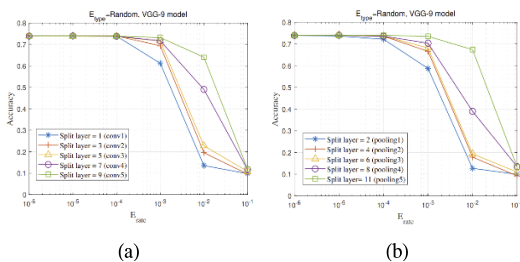 E_type=Random. VGG-9 model
Accuracy
0.8
0.7
0.6
0.5
0.4
0.3
0.2
0.1
0
Split layer = 1 (conv1)
Split layer = 3 (conv2)
Split layer = 5 (conv3)
Split layer = 7 (conv4)
Split layer = 9 (conv5)
10^-6
10^-5
10^-4
10^-3
10^-2
10^-1
E_rate
(a)
E_type=Random. VGG-9 model
Accuracy
0.8
0.7
0.6
0.5
0.4
0.3
0.2
0.1
0
Split layer = 2 (pooling1)
Split layer = 4 (pooling2)
Split layer = 6 (pooling3)
Split layer = 8 (pooling4)
Split layer= 11 (pooling5)
10^-6
10^-5
10^-4
10^-3
10^-2
10^-1
E_rate
(b)